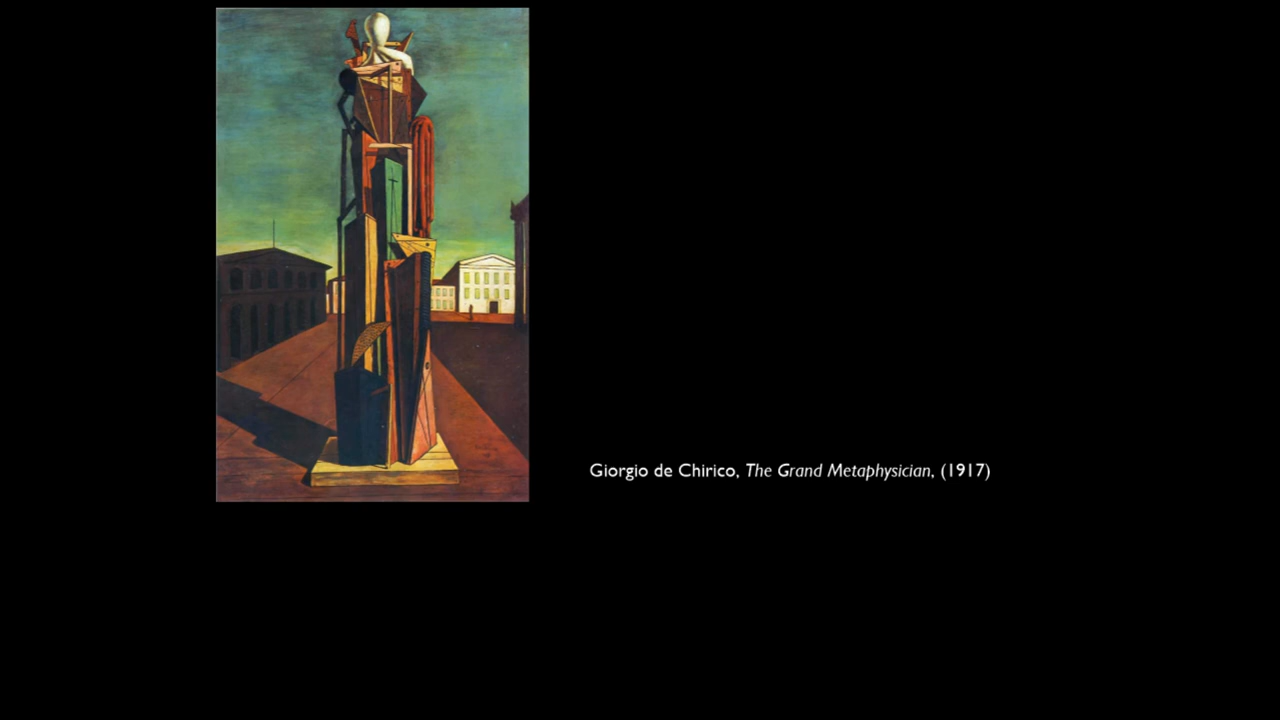 Giorgio de Chirico, The Grand Metaphysician, (1917)